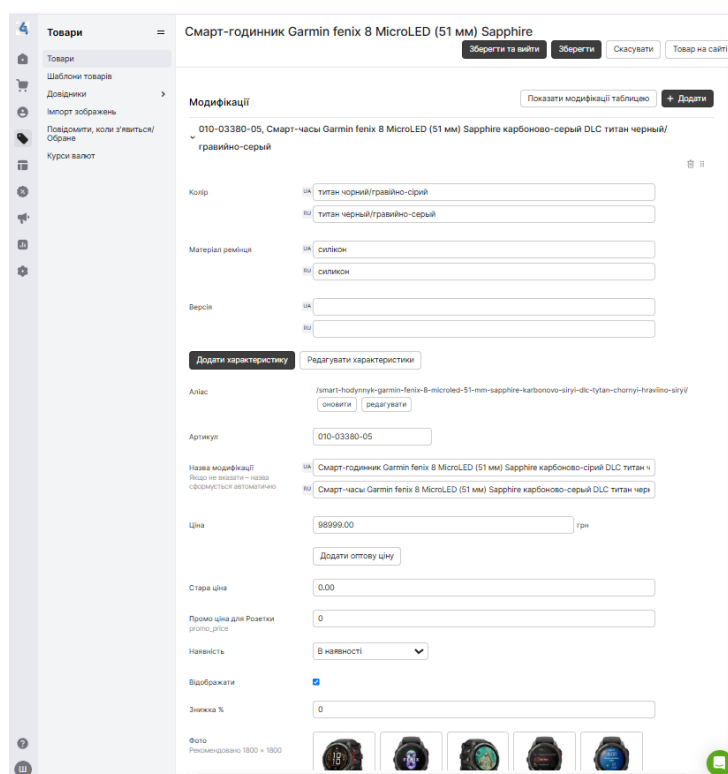 Товари
Смарт-годинник Garmin fenix 8 MicroLED (51 мм) Sapphire
Зберегти та вийти
Зберегти
Скасувати
Товар на сайті
Товари
Шаблони товарів
Довідники
Імпорт зображень
Повідомити, коли з'явиться/
Обране
Курси валют
Модифікації
Показати модифікації таблицею
+ Додати
010-03380-05, Смарт-часы Garmin fenix 8 MicroLED (51 мм) Sapphire карбоново-серый DLC титан черный/
гравийно-серый
Колір
UA титан чорний/гравійно-сірий
RU титан черный/гравийно-серый
Матеріал ремінця
UA силікон
RU силикон
Версія
UA
RU
Додати характеристику
Редагувати характеристики
Аліас
/smart-hodynnyk-garmin-fenix-8-microled-51-mm-sapphire-karbonovo-siryi-dlc-tytan-chornyi-hraviino-siryi/
оновити
редагувати
Артикул
010-03380-05
Назва модифікації
Якщо не вказати – назва
сформується автоматично
UA Смарт-годинник Garmin fenix 8 MicroLED (51 мм) Sapphire карбоново-сірий DLC титан ч
RU Смарт-часы Garmin fenix 8 MicroLED (51 мм) Sapphire карбоново-серый DLC титан черн
Ціна
98999.00
грн
Додати оптову ціну
Стара ціна
0.00
Промо ціна для Розетки
promo_price
0
Наявність
В наявності
Відображати
Знижка %
0
Фото
Рекомендовано 1800 × 1800
Ш